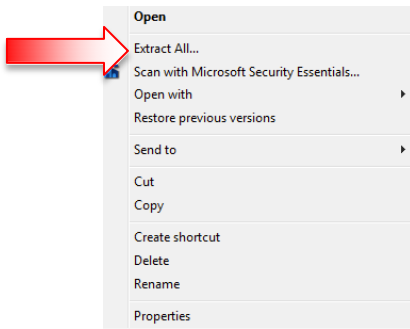 Open
Extract All...
Scan with Microsoft Security Essentials...
Open with
Restore previous versions
Send to
Cut
Copy
Create shortcut
Delete
Rename
Properties